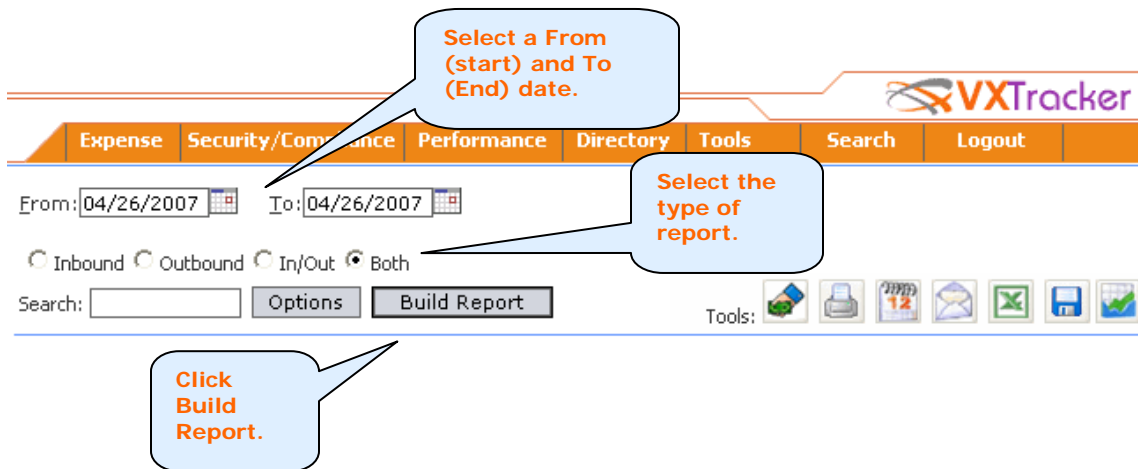 Select a From
(start) and To
(End) date.
VXTracker
Expense Security/Com ance Performance Directory Tools Search Logout
From: 04/26/2007 To: 04/26/2007
Select the
type of
report.
Inbound Outbound In/Out Both
Search: Options Build Report Tools: 12
Click
Build
Report.